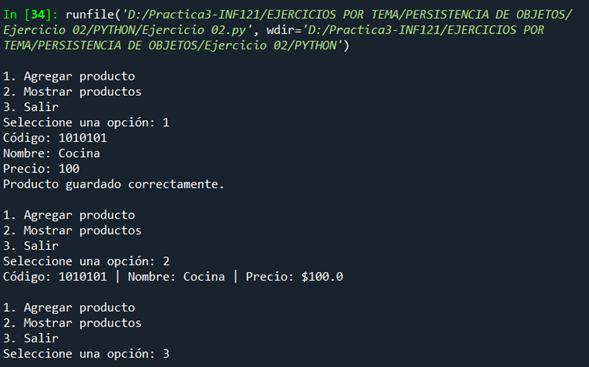 In [34]: runfile('D:/Practica3-INF121/EJERCICIOS POR TEMA/PERSISTENCIA DE OBJETOS/
Ejercicio 02/PYTHON/Ejercicio 02.py', wdir='D:/Practica3-INF121/EJERCICIOS POR
TEMA/PERSISTENCIA DE OBJETOS/Ejercicio 02/PYTHON')
1. Agregar producto
2. Mostrar productos
3. Salir
Seleccione una opción: 1
Código: 1010101
Nombre: Cocina
Precio: 100
Producto guardado correctamente.
1. Agregar producto
2. Mostrar productos
3. Salir
Seleccione una opción: 2
Código: 1010101 | Nombre: Cocina | Precio: $100.0
1. Agregar producto
2. Mostrar productos
3. Salir
Seleccione una opción: 3